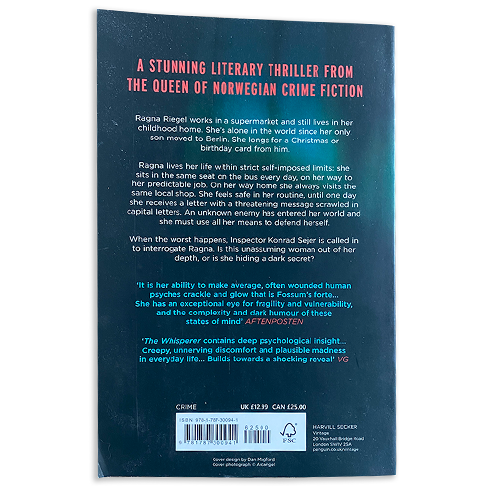 A STUNNING LITERARY THRILLER FROM
THE QUEEN OF NORWEGIAN CRIME FICTION
Ragna Riegel works in a supermarket and still lives in her
childhood home. She's alone in the world since her only
son moved to Berlin. She longs for a Christmas or
birthday card from him.
Ragna lives her life within strict self-imposed limits: she
sits in the same seat on the bus every day, on her way to
her predictable job. On her way home she always visits the
same local shop. She feels safe in her routine, until one day
she receives a letter with a threatening message scrawled in
capital letters. An unknown enemy has entered her world and
she must use all her means to defend herself.
When the worst happens, Inspector Konrad Sejer is called in
to interrogate Ragna. Is this unassuming woman out of her
depth, or is she hiding a dark secret?
'It is her ability to make average, often wounded human
psyches crackle and glow that is Fossum's forte...
She has an exceptional eye for fragility and vulnerability,
and the complexity and dark humour of these
states of mind' AFTENPOSTEN
'The Whisperer contains deep psychological insight...
Creepy, unnerving discomfort and plausible madness
in everyday life... Builds towards a shocking reveal' VG
CRIME
UK £12.99 CAN £25.00
ISBN: 978-1-787-30094-1
9 781787 300941
FSC
HARVILL SECKER
Vintage
20 Vauxhall Bridge Road
London SW1V 2SA
penguin.co.uk/vintage
Cover design by Dan Mogford
Cover photograph © Arcangel